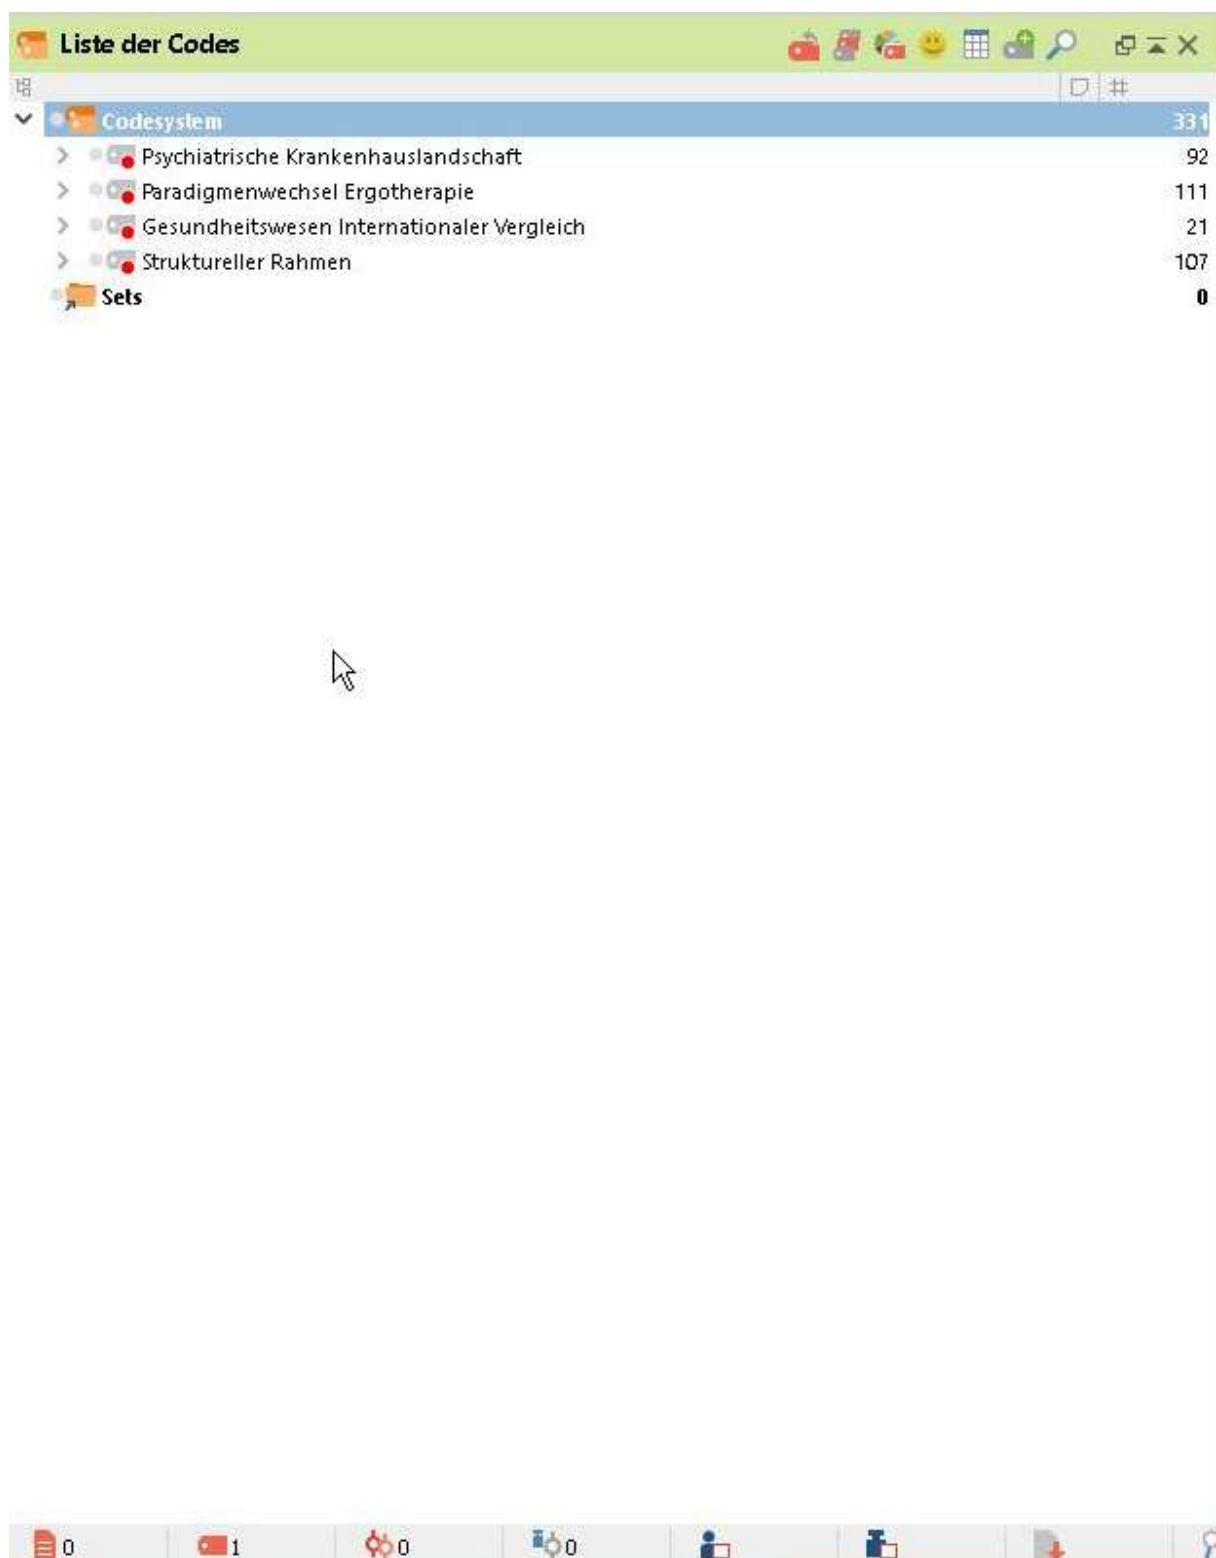 Liste der Codes
Codesystem 331
Psychiatrische Krankenhauslandschaft 92
Paradigmenwechsel Ergotherapie 111
Gesundheitswesen Internationaler Vergleich 21
Struktureller Rahmen 107
Sets 0
0 1 0 0